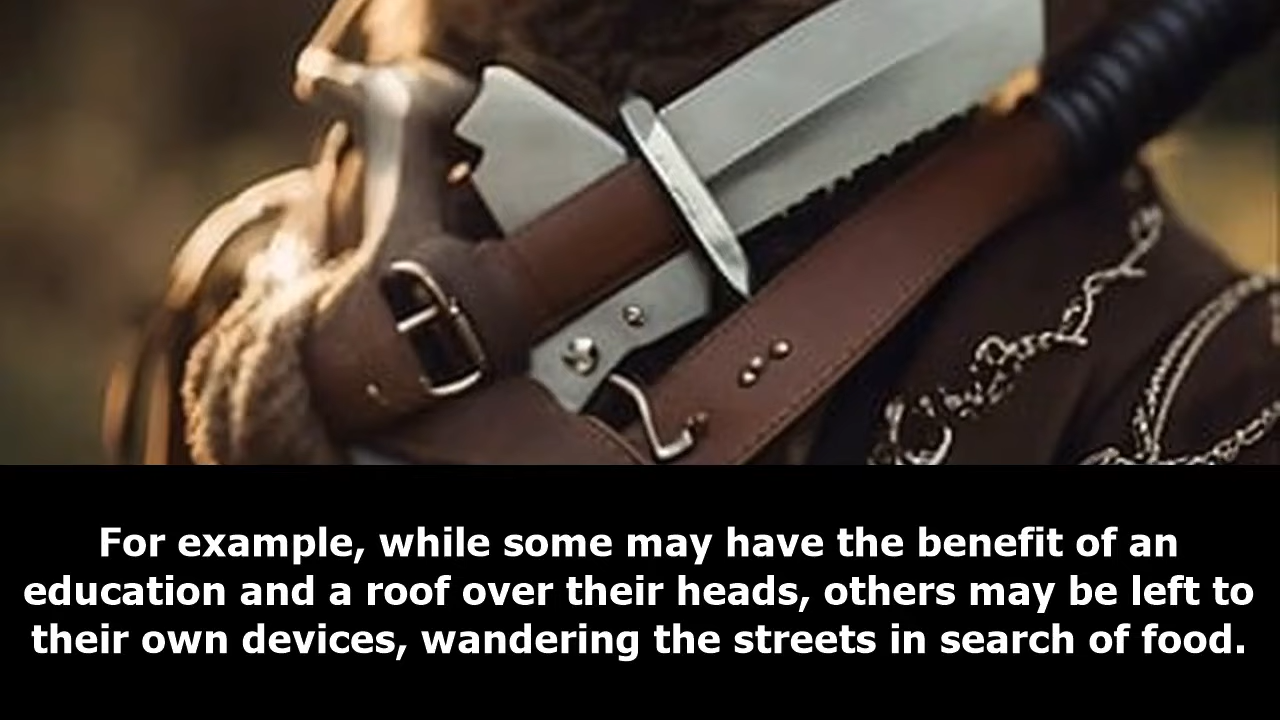 For example, while some may have the benefit of an
education and a roof over their heads, others may be left to
their own devices, wandering the streets in search of food.